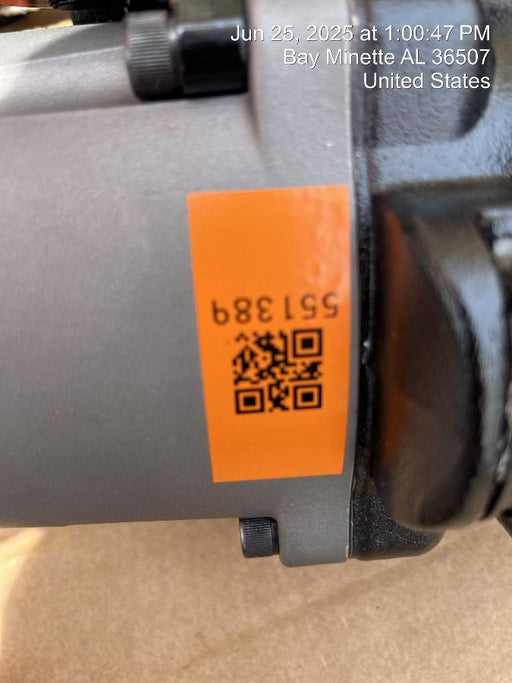 Jun 25, 2025 at 1:00:47 PM
Bay Minette AL 36507
United States
551389